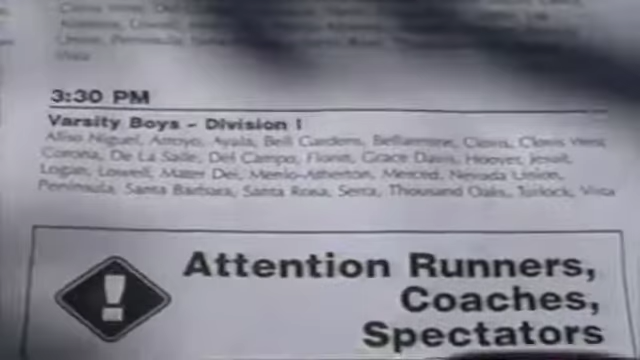 3:30 PM
Varsity Boys - Division I
Aliso Niguel, Arroyo, Ayala, Bell Gardens, Bellarmine, Clovis, Clovis West,
Corona, De La Salle, Del Campo, Florin, Grace Davis, Hoover, Jesuit,
Logan, Lowell, Mater Dei, Menlo-Atherton, Merced, Nevada Union,
Peninsula, Santa Barbara, Santa Rosa, Serra, Thousand Oaks, Turlock, Vista
Attention Runners,
Coaches,
Spectators